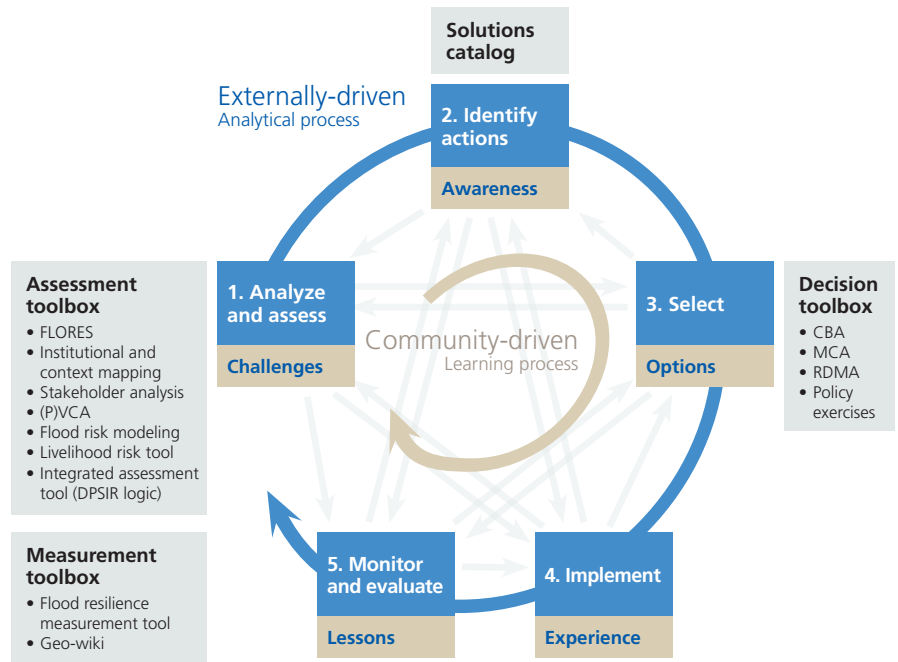 Solutions
catalog
Externally-driven
Analytical process
2. Identify
actions
Awareness
Assessment
toolbox
• FLORES
• Institutional and
context mapping
• Stakeholder analysis
• (P)VCA
• Flood risk modeling
• Livelihood risk tool
• Integrated assessment
tool (DPSIR logic)
1. Analyze
and assess
Challenges
Community-driven
Learning process
3. Select
Options
Decision
toolbox
• CBA
• MCA
• RDMA
• Policy
exercises
Measurement
toolbox
• Flood resilience
measurement tool
• Geo-wiki
5. Monitor
and evaluate
Lessons
4. Implement
Experience